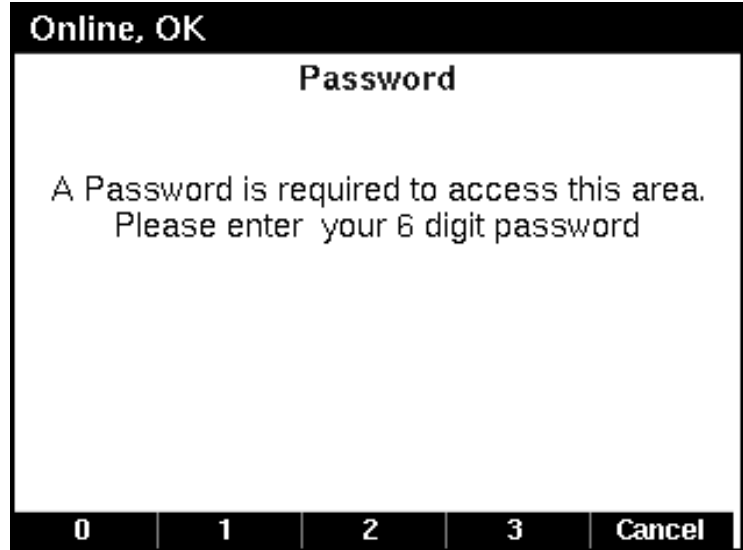 Online, OK
Password
A Password is required to access this area.
Please enter  your 6 digit password
0 1 2 3 Cancel